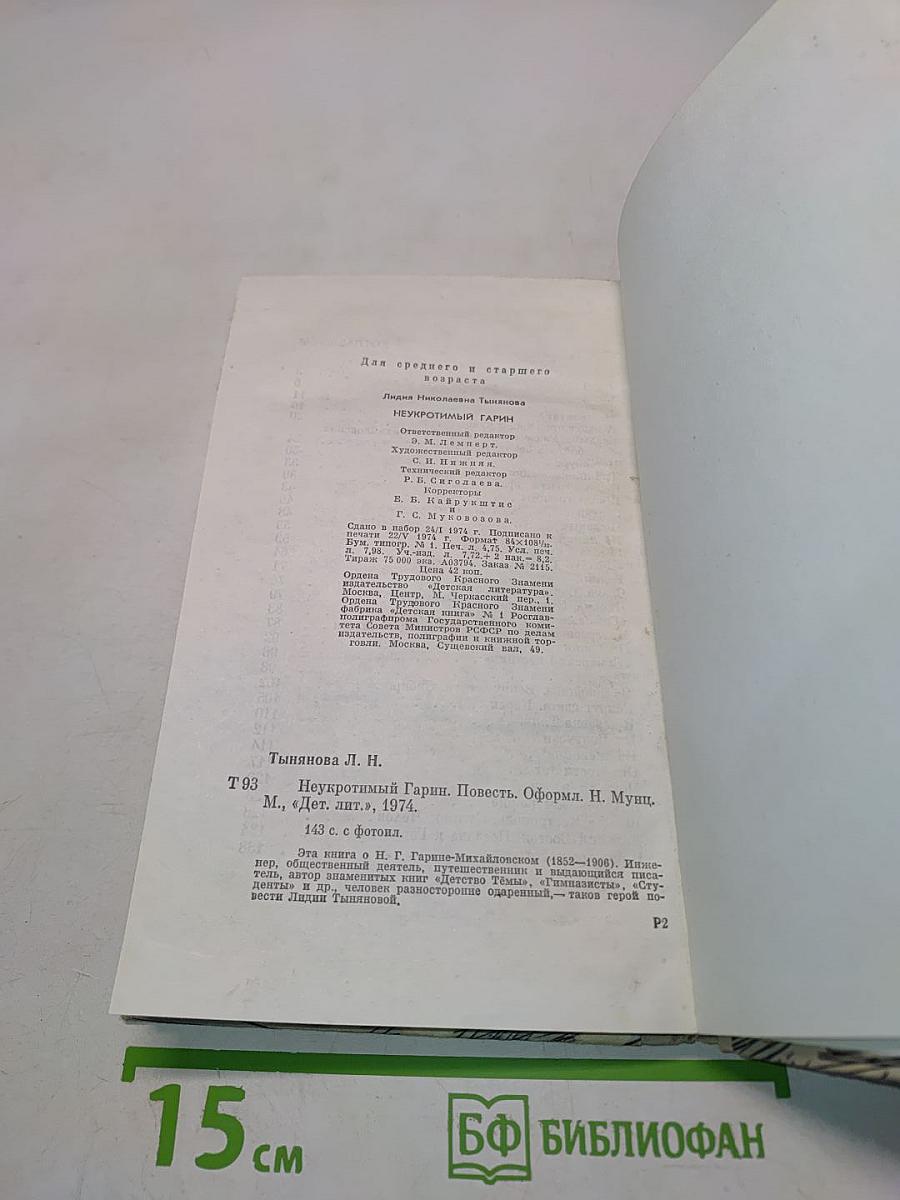 Для среднего и старшего
возраста
Лидия Николаевна Тынянова
НЕУКРОТИМЫЙ ГАРИН
Ответственный редактор
Э. М. Лемперт.
Художественный редактор
С. И. Нижняя.
Технический редактор
Р. Б. Сиголаева.
Корректоры
Е. Б. Кайрукштис
и
Г. С. Муковозова.
Сдано в набор 24/I 1974 г. Подписано к
печати 22/V 1974 г. Формат 84×108¹/₃₂.
Бум. типогр. № 1. Печ. л. 4,75. Усл. печ.
л. 7,98. Уч.-изд. л. 7,72.+ 2 нак.= 8,2.
Тираж 75 000 экз. А03794. Заказ № 2115.
Цена 42 коп.
Ордена Трудового Красного Знамени
издательство «Детская литература».
Москва, Центр, М. Черкасский пер., 1.
Ордена Трудового Красного Знамени
фабрика «Детская книга» № 1 Росглав-
полиграфпрома Государственного коми-
тета Совета Министров РСФСР по делам
издательств, полиграфии и книжной тор-
говли. Москва, Сущевский вал, 49.
Тынянова Л. Н.
Т 93 Неукротимый Гарин. Повесть. Оформл. Н. Мунц.
М., «Дет. лит.», 1974.
143 с. с фотоил.
Эта книга о Н. Г. Гарине-Михайловском (1852—1906). Инже-
нер, общественный деятель, путешественник и выдающийся писа-
тель, автор знаменитых книг «Детство Тёмы», «Гимназисты», «Сту-
денты» и др., человек разносторонне одаренный,— таков герой по-
вести Лидии Тыняновой.
Р2
15 см
БФ БИБЛИОФАН